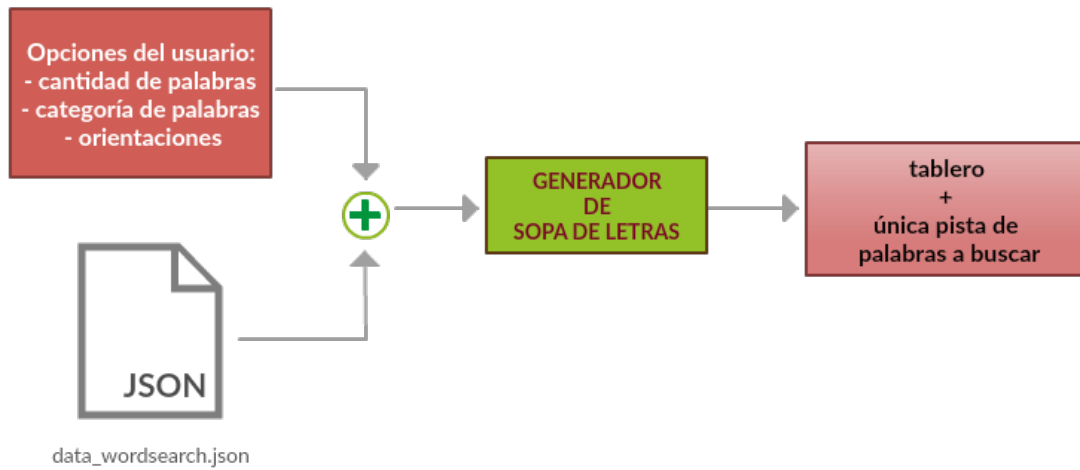 Opciones del usuario:
- cantidad de palabras
- categoría de palabras
- orientaciones
JSON
data_wordsearch.json
GENERADOR
DE
SOPA DE LETRAS
tablero
+
única pista de
palabras a buscar